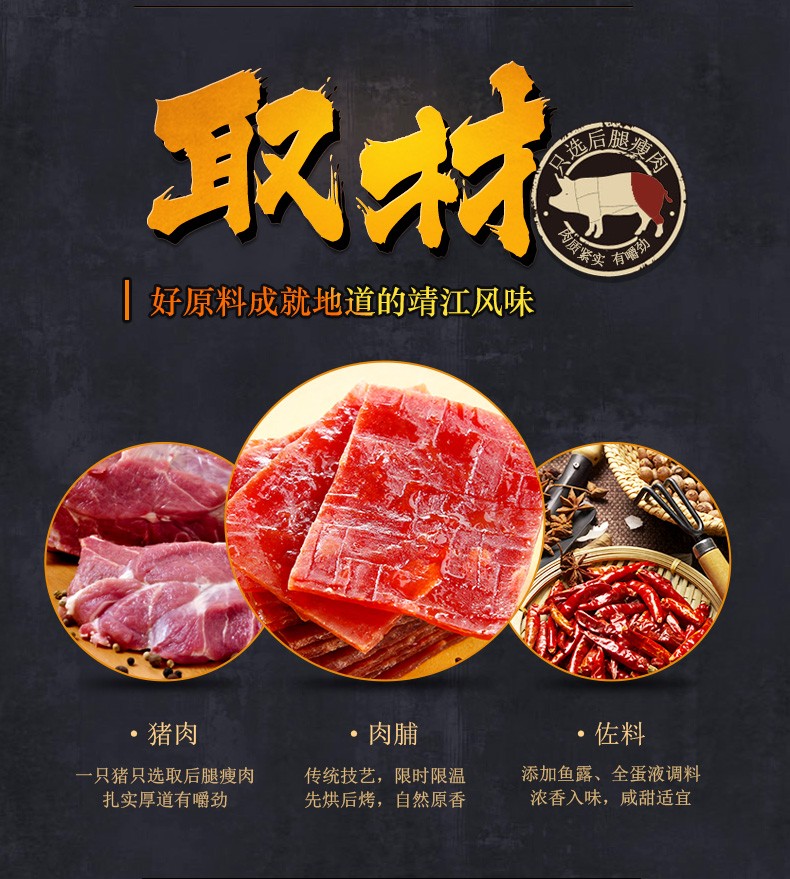 取材
只选后腿瘦肉
肉质紧实 有嚼劲
好原料成就地道的靖江风味
· 猪肉
一只猪只选取后腿瘦肉
扎实厚道有嚼劲
· 肉脯
传统技艺，限时限温
先烘后烤，自然原香
· 佐料
添加鱼露、全蛋液调料
浓香入味，咸甜适宜